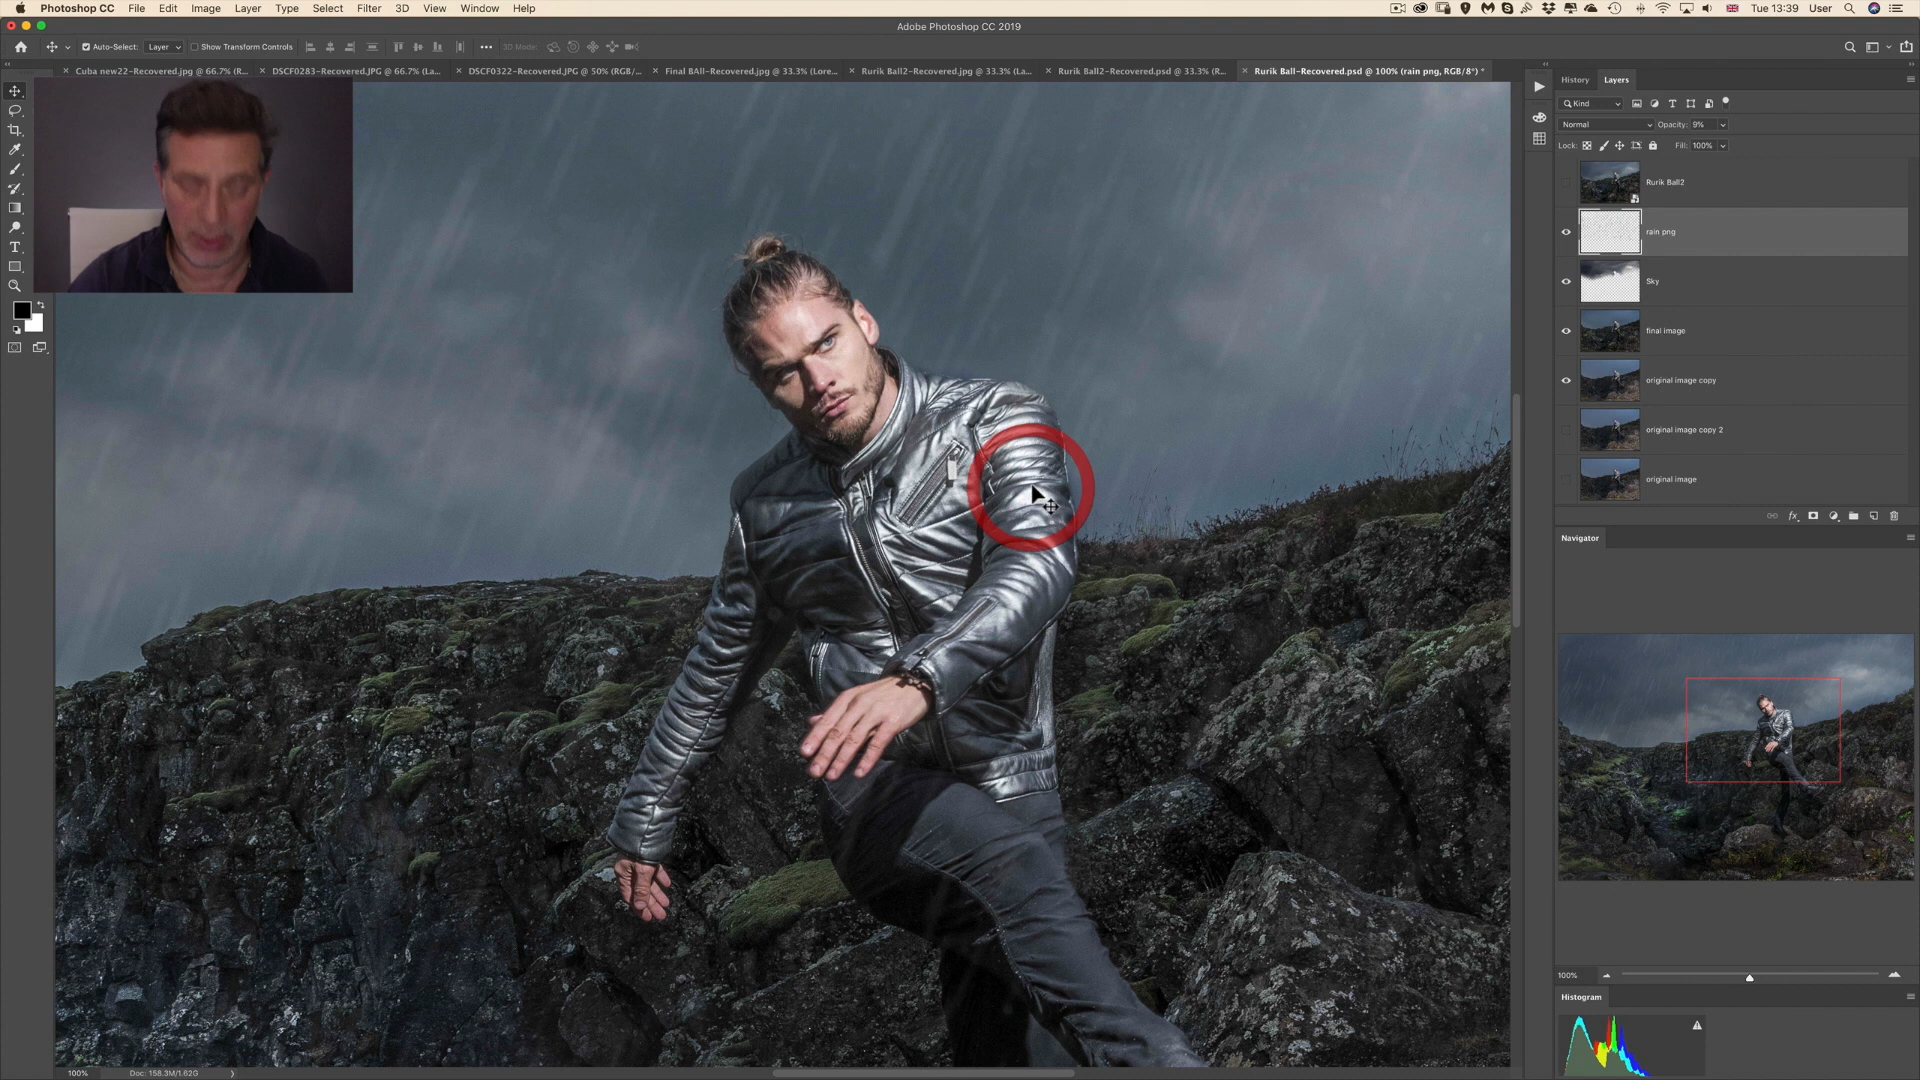 Photoshop CC File Edit Image Layer Type Select Filter 3D View Window Help Tue 13:39 User
Adobe Photoshop CC 2019
Auto-Select: Layer Show Transform Controls 3D Mode:
Cuba new22-Recovered.jpg @ 66.7% (R... DSCF0283-Recovered.JPG @ 66.7% (La... DSCF0322-Recovered.JPG @ 50% (RGB/... Final BAll-Recovered.jpg @ 33.3% (Lore... Rurik Ball2-Recovered.jpg @ 33.3% (La... Rurik Ball2-Recovered.psd @ 33.3% (R... Rurik Ball-Recovered.psd @ 100% (rain png, RGB/8*) *
History Layers
Kind
Normal Opacity: 9%
Lock: Fill: 100%
Rurik Ball2
rain png
Sky
final image
original image copy
original image copy 2
original image
fx
Navigator
100%
Histogram
100% Doc: 158.3M/1.62G